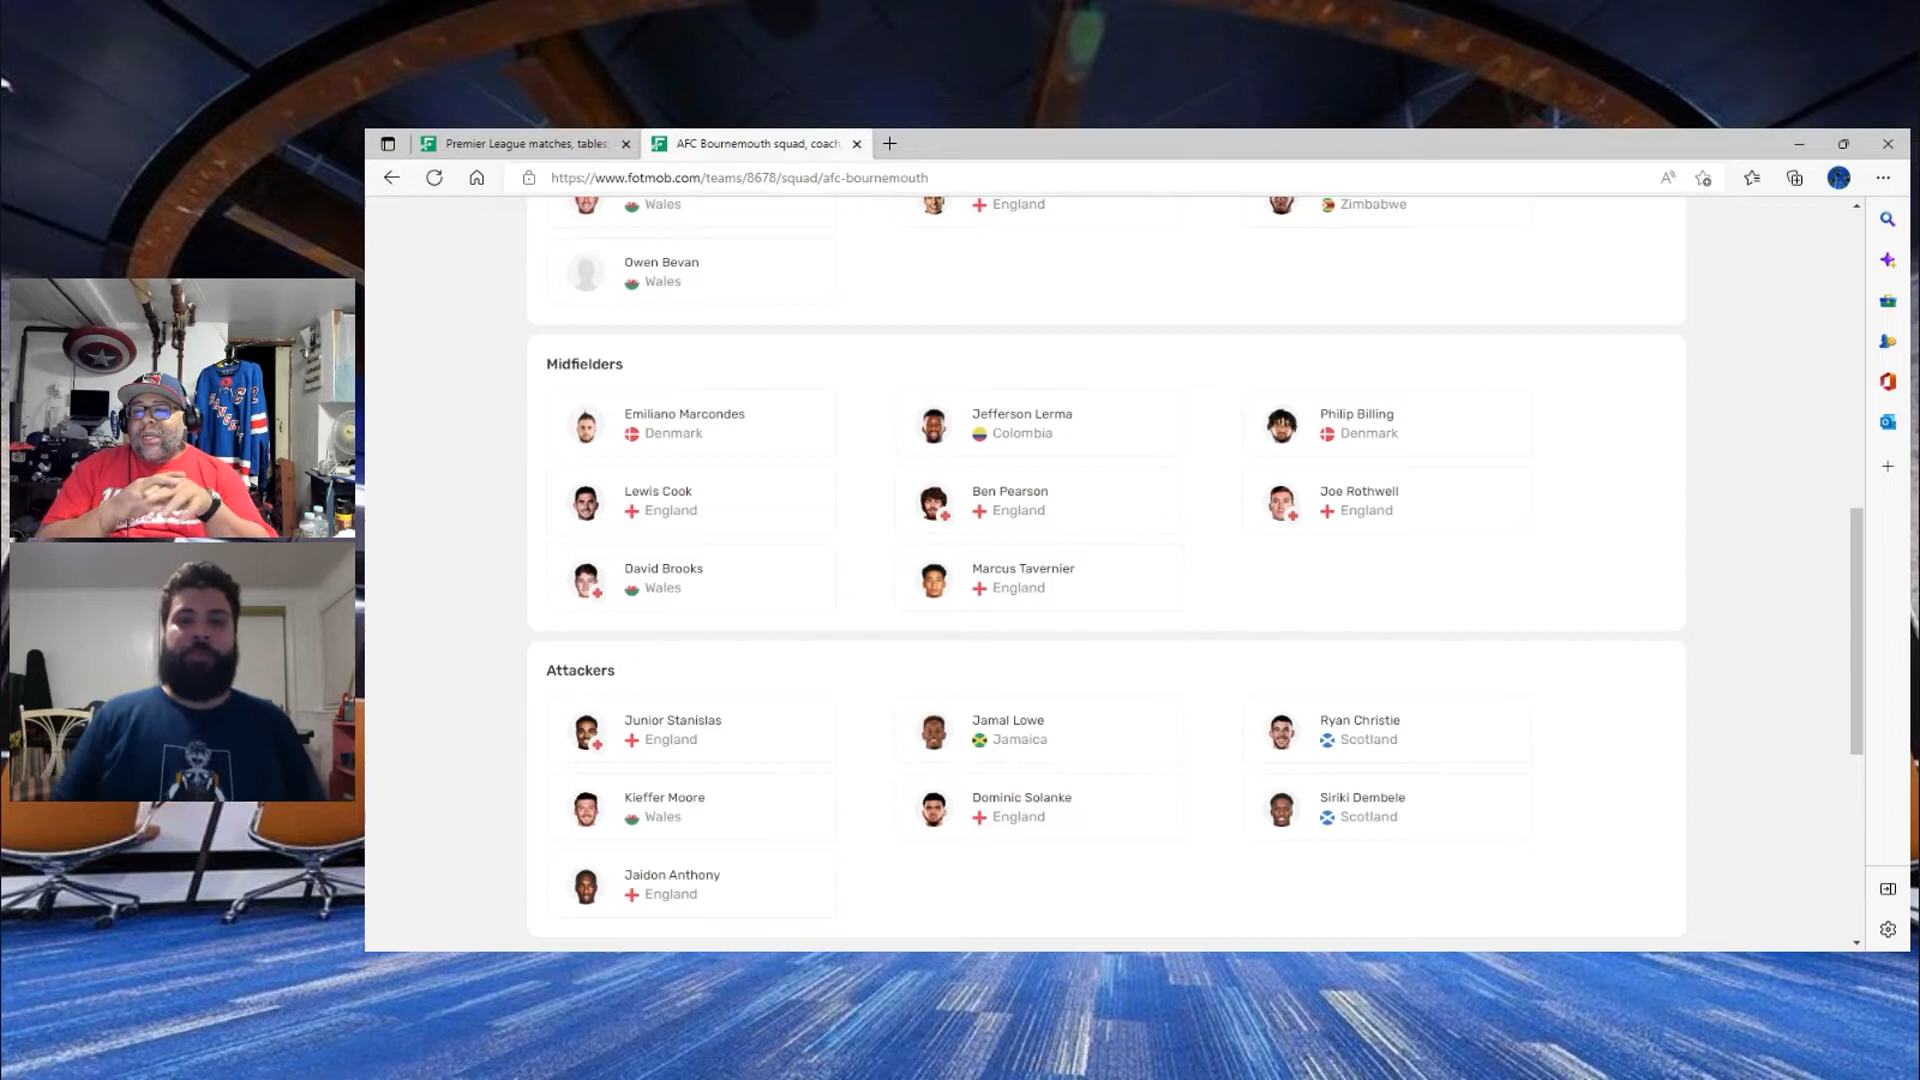 Premier League matches, tables
AFC Bournemouth squad, coach
https://www.fotmob.com/teams/8678/squad/afc-bournemouth
Wales
England
Zimbabwe
Owen Bevan
Wales
Midfielders
Emiliano Marcondes
Denmark
Jefferson Lerma
Colombia
Philip Billing
Denmark
Lewis Cook
England
Ben Pearson
England
Joe Rothwell
England
David Brooks
Wales
Marcus Tavernier
England
Attackers
Junior Stanislas
England
Jamal Lowe
Jamaica
Ryan Christie
Scotland
Kieffer Moore
Wales
Dominic Solanke
England
Siriki Dembele
Scotland
Jaidon Anthony
England